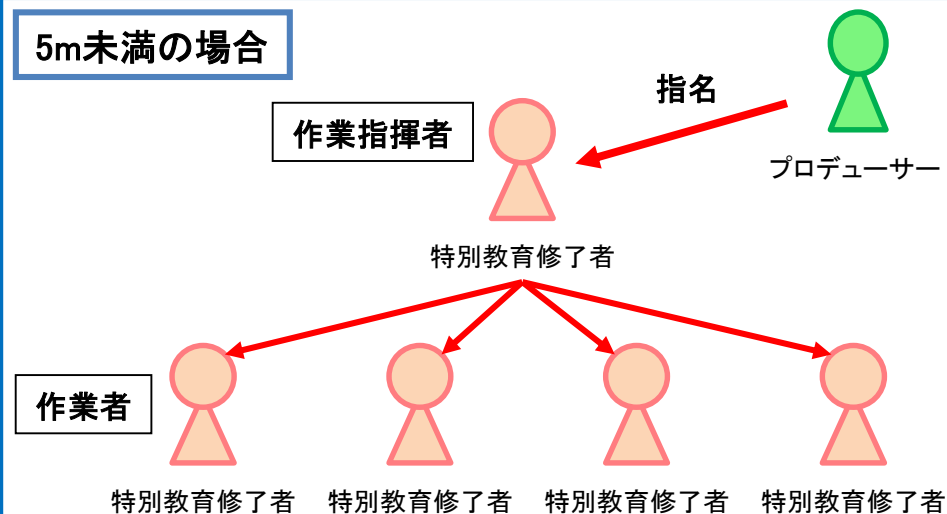 5m未満の場合
指名
作業指揮者
プロデューサー
特別教育修了者
作業者
特別教育修了者 特別教育修了者 特別教育修了者 特別教育修了者